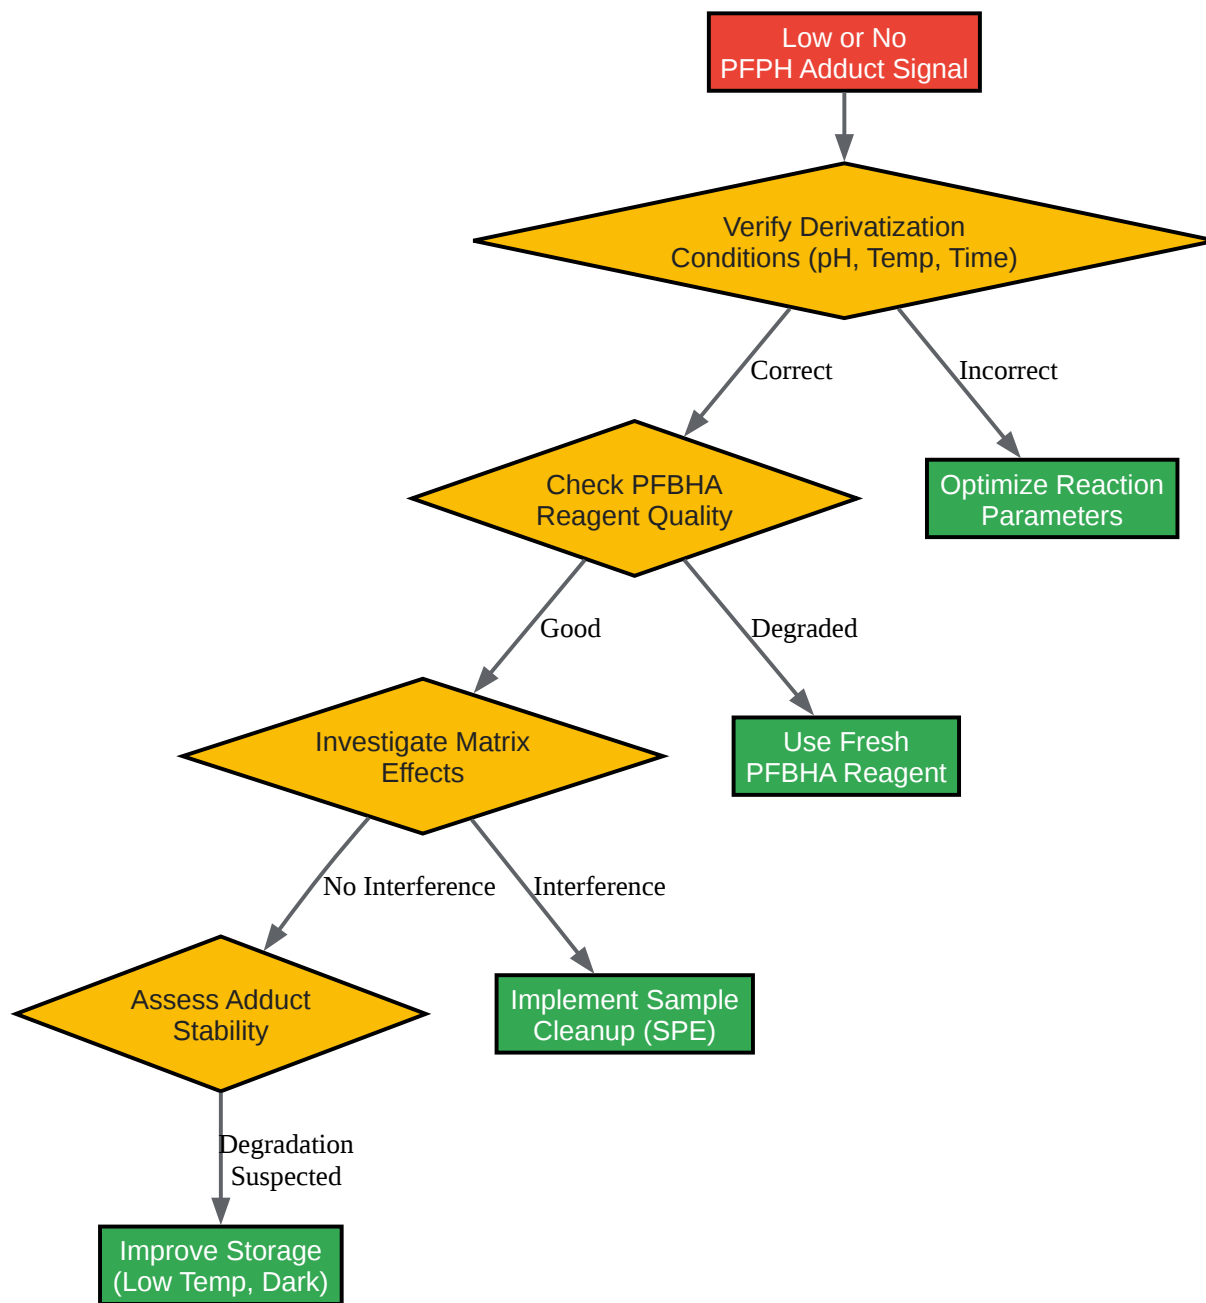 Low or No
PFPH Adduct Signal
Verify Derivatization
Conditions (pH, Temp, Time)
Correct
Incorrect
Check PFBHA
Reagent Quality
Optimize Reaction
Parameters
Good
Degraded
Investigate Matrix
Effects
Use Fresh
PFBHA Reagent
No Interference
Interference
Assess Adduct
Stability
Implement Sample
Cleanup (SPE)
Degradation
Suspected
Improve Storage
(Low Temp, Dark)